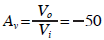 A_v = V_o / V_i = −50